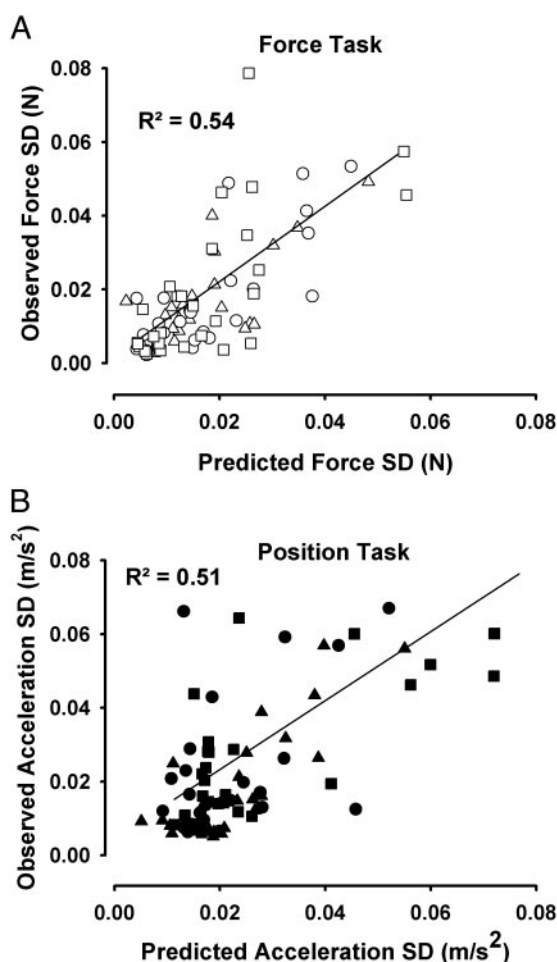 A
Force Task
0.08
0.06
0.04
0.02
0.00
Observed Force SD (N)
R² = 0.54
0.00 0.02 0.04 0.06 0.08
Predicted Force SD (N)
B
Position Task
0.08
0.06
0.04
0.02
0.00
Observed Acceleration SD (m/s²)
R² = 0.51
0.00 0.02 0.04 0.06 0.08
Predicted Acceleration SD (m/s²)